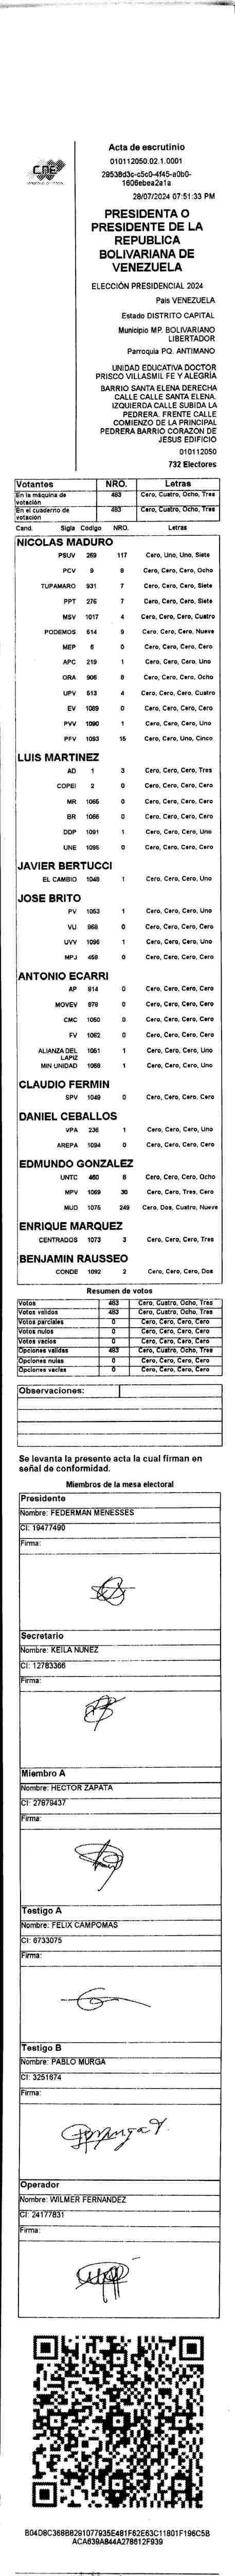 CNE
Acta de escrutinio
010112050.02.1.0001
29538d3c-c5c0-4f45-a0b0-
1606ebea2a1a
28/07/2024 07:51:33 PM
PRESIDENTA O
PRESIDENTE DE LA
REPUBLICA
BOLIVARIANA DE
VENEZUELA
ELECCIÓN PRESIDENCIAL 2024
Pais VENEZUELA
Estado DISTRITO CAPITAL
Municipio MP. BOLIVARIANO
LIBERTADOR
Parroquia PQ. ANTIMANO
UNIDAD EDUCATIVA DOCTOR
PRISCO VILLASMIL FE Y ALEGRIA
BARRIO SANTA ELENA DERECHA
CALLE CALLE SANTA ELENA.
IZQUIERDA CALLE SUBIDA LA
PEDRERA. FRENTE CALLE
COMIENZO DE LA PRINCIPAL
PEDRERA BARRIO CORAZON DE
JESUS EDIFICIO
010112050
732 Electores
Votantes NRO. Letras
En la máquina de votación 483 Cero, Cuatro, Ocho, Tres
En el cuaderno de votación 483 Cero, Cuatro, Ocho, Tres
Cand. Sigla Codigo NRO. Letras
NICOLAS MADURO
PSUV 269 117 Cero, Uno, Uno, Siete
PCV 9 8 Cero, Cero, Cero, Ocho
TUPAMARO 931 7 Cero, Cero, Cero, Siete
PPT 276 7 Cero, Cero, Cero, Siete
MSV 1017 4 Cero, Cero, Cero, Cuatro
PODEMOS 614 9 Cero, Cero, Cero, Nueve
MEP 6 0 Cero, Cero, Cero, Cero
APC 219 1 Cero, Cero, Cero, Uno
ORA 906 8 Cero, Cero, Cero, Ocho
UPV 513 4 Cero, Cero, Cero, Cuatro
EV 1089 0 Cero, Cero, Cero, Cero
PVV 1090 1 Cero, Cero, Cero, Uno
PFV 1093 15 Cero, Cero, Uno, Cinco
LUIS MARTINEZ
AD 1 3 Cero, Cero, Cero, Tres
COPEI 2 0 Cero, Cero, Cero, Cero
MR 1065 0 Cero, Cero, Cero, Cero
BR 1066 0 Cero, Cero, Cero, Cero
DDP 1091 1 Cero, Cero, Cero, Uno
UNE 1095 0 Cero, Cero, Cero, Cero
JAVIER BERTUCCI
EL CAMBIO 1048 1 Cero, Cero, Cero, Uno
JOSE BRITO
PV 1053 1 Cero, Cero, Cero, Uno
VU 968 0 Cero, Cero, Cero, Cero
UVV 1096 1 Cero, Cero, Cero, Uno
MPJ 459 0 Cero, Cero, Cero, Cero
ANTONIO ECARRI
AP 914 0 Cero, Cero, Cero, Cero
MOVEV 979 0 Cero, Cero, Cero, Cero
CMC 1050 0 Cero, Cero, Cero, Cero
FV 1062 0 Cero, Cero, Cero, Cero
ALIANZA DEL LAPIZ 1061 1 Cero, Cero, Cero, Uno
MIN UNIDAD 1068 1 Cero, Cero, Cero, Uno
CLAUDIO FERMIN
SPV 1049 0 Cero, Cero, Cero, Cero
DANIEL CEBALLOS
VPA 236 1 Cero, Cero, Cero, Uno
AREPA 1094 0 Cero, Cero, Cero, Cero
EDMUNDO GONZALEZ
UNTC 460 8 Cero, Cero, Cero, Ocho
MPV 1069 30 Cero, Cero, Tres, Cero
MUD 1075 249 Cero, Dos, Cuatro, Nueve
ENRIQUE MARQUEZ
CENTRADOS 1073 3 Cero, Cero, Cero, Tres
BENJAMIN RAUSSEO
CONDE 1092 2 Cero, Cero, Cero, Dos
Resumen de votos
Votos 483 Cero, Cuatro, Ocho, Tres
Votos validos 483 Cero, Cuatro, Ocho, Tres
Votos parciales 0 Cero, Cero, Cero, Cero
Votos nulos 0 Cero, Cero, Cero, Cero
Votos vacios 0 Cero, Cero, Cero, Cero
Opciones validas 483 Cero, Cuatro, Ocho, Tres
Opciones nulas 0 Cero, Cero, Cero, Cero
Opciones vacias 0 Cero, Cero, Cero, Cero
Observaciones:
Se levanta la presente acta la cual firman en
señal de conformidad.
Miembros de la mesa electoral
Presidente
Nombre: FEDERMAN MENESSES
CI: 19477490
Firma:
Secretario
Nombre: KEILA NUÑEZ
CI: 12783366
Firma:
Miembro A
Nombre: HECTOR ZAPATA
CI: 27879437
Firma:
Testigo A
Nombre: FELIX CAMPOMAS
CI: 6733075
Firma:
Testigo B
Nombre: PABLO MURGA
CI: 3251674
Firma:
Operador
Nombre: WILMER FERNANDEZ
CI: 24177831
Firma:
B04D8C368B8291077935E481F62E63C11801F196C5B
ACA639A844A278612F939